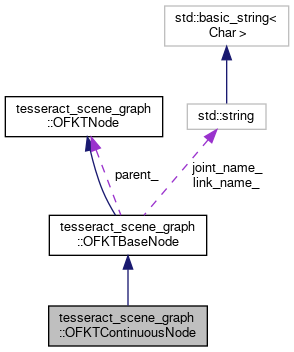 std::basic_string<
Char >
tesseract_scene_graph
::OFKTNode
std::string
parent_
joint_name_
link_name_
tesseract_scene_graph
::OFKTBaseNode
tesseract_scene_graph
::OFKTContinuousNode